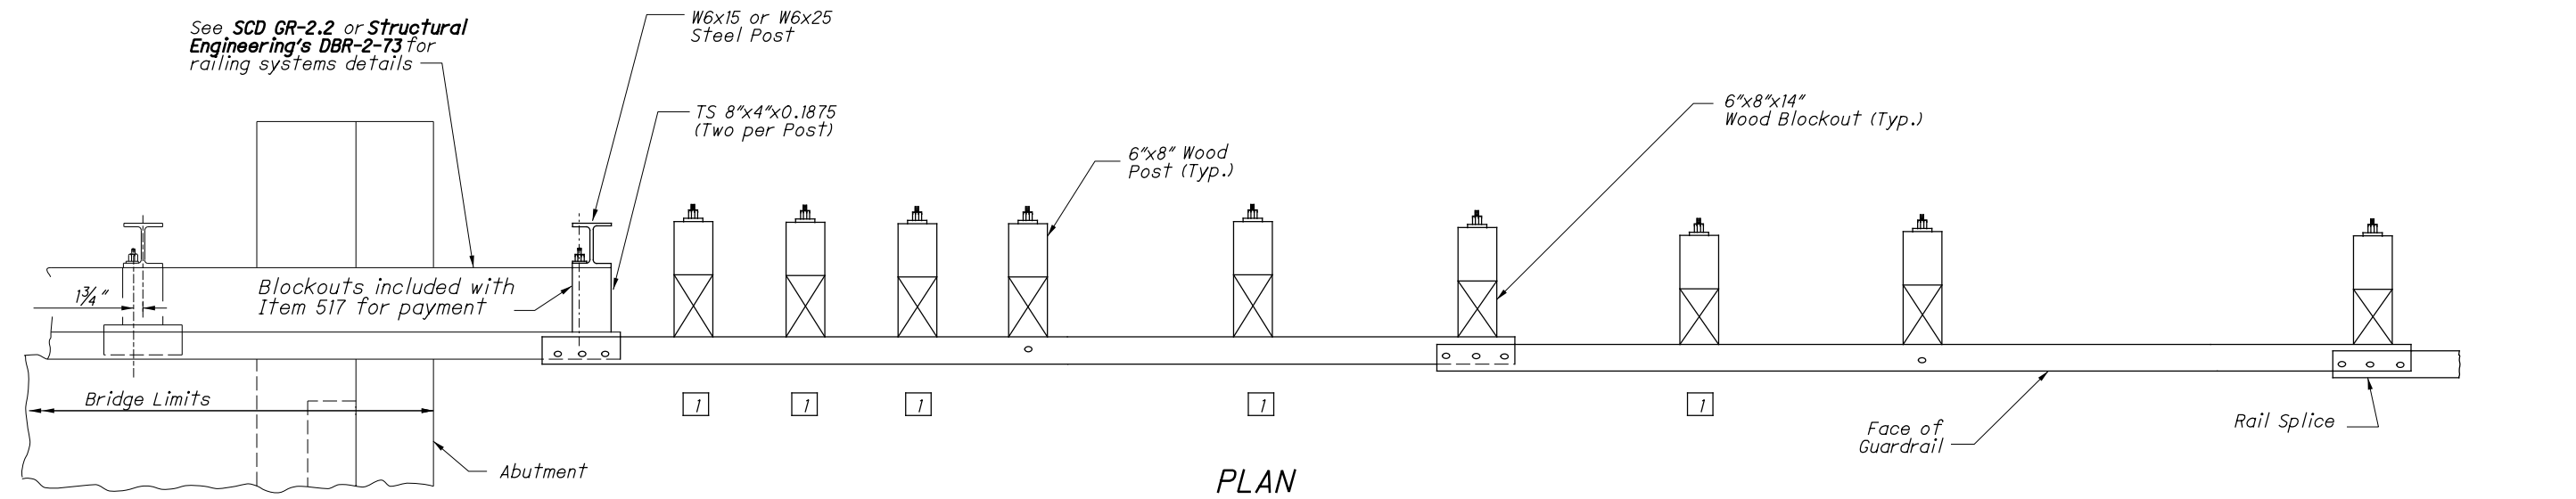 See SCD GR-2.2 or Structural
Engineering's DBR-2-73 for
railing systems details
W6x15 or W6x25
Steel Post
TS 8"x4"x0.1875
(Two per Post)
6"x8" Wood
Post (Typ.)
6"x8"x14"
Wood Blockout (Typ.)
1¾"
Blockouts included with
Item 517 for payment
Bridge Limits
1
1
1
1
1
Abutment
Face of
Guardrail
Rail Splice
PLAN